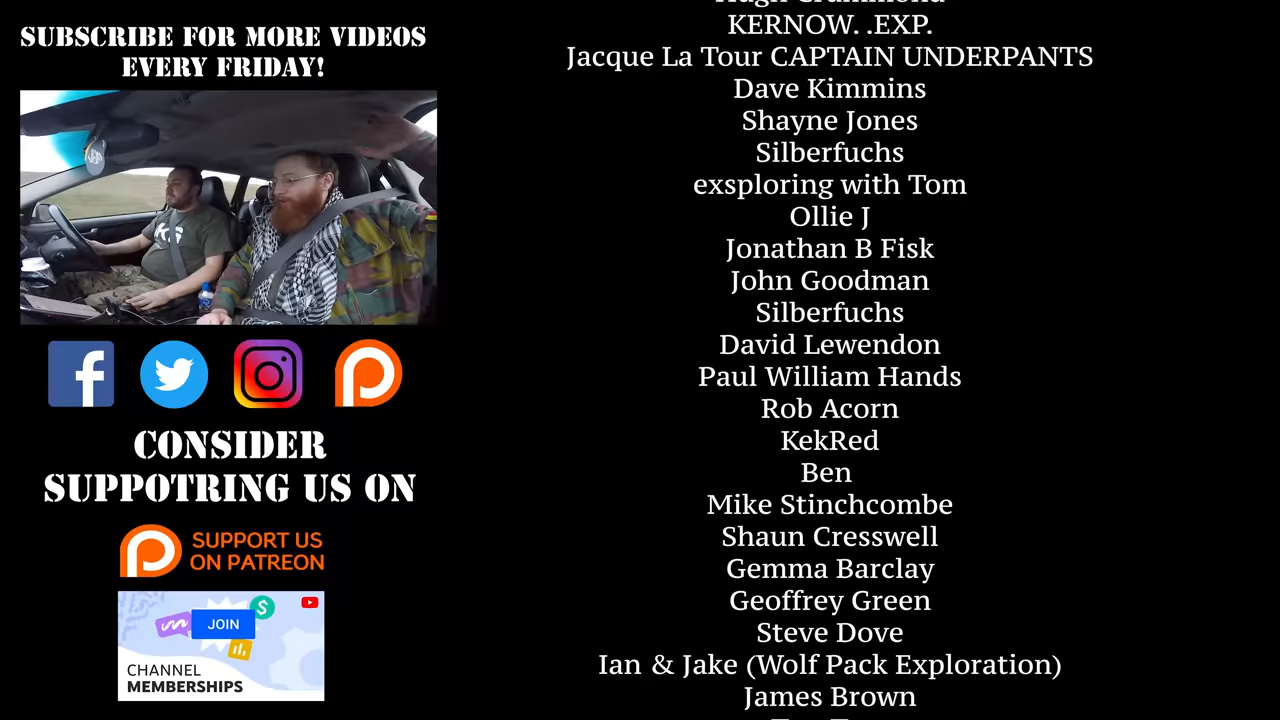 SUBSCRIBE FOR MORE VIDEOS
EVERY FRIDAY!
CONSIDER
SUPPOTRING US ON
SUPPORT US
ON PATREON
JOIN
CHANNEL
MEMBERSHIPS
KERNOW. .EXP.
Jacque La Tour CAPTAIN UNDERPANTS
Dave Kimmins
Shayne Jones
Silberfuchs
exsploring with Tom
Ollie J
Jonathan B Fisk
John Goodman
Silberfuchs
David Lewendon
Paul William Hands
Rob Acorn
KekRed
Ben
Mike Stinchcombe
Shaun Cresswell
Gemma Barclay
Geoffrey Green
Steve Dove
Ian & Jake (Wolf Pack Exploration)
James Brown